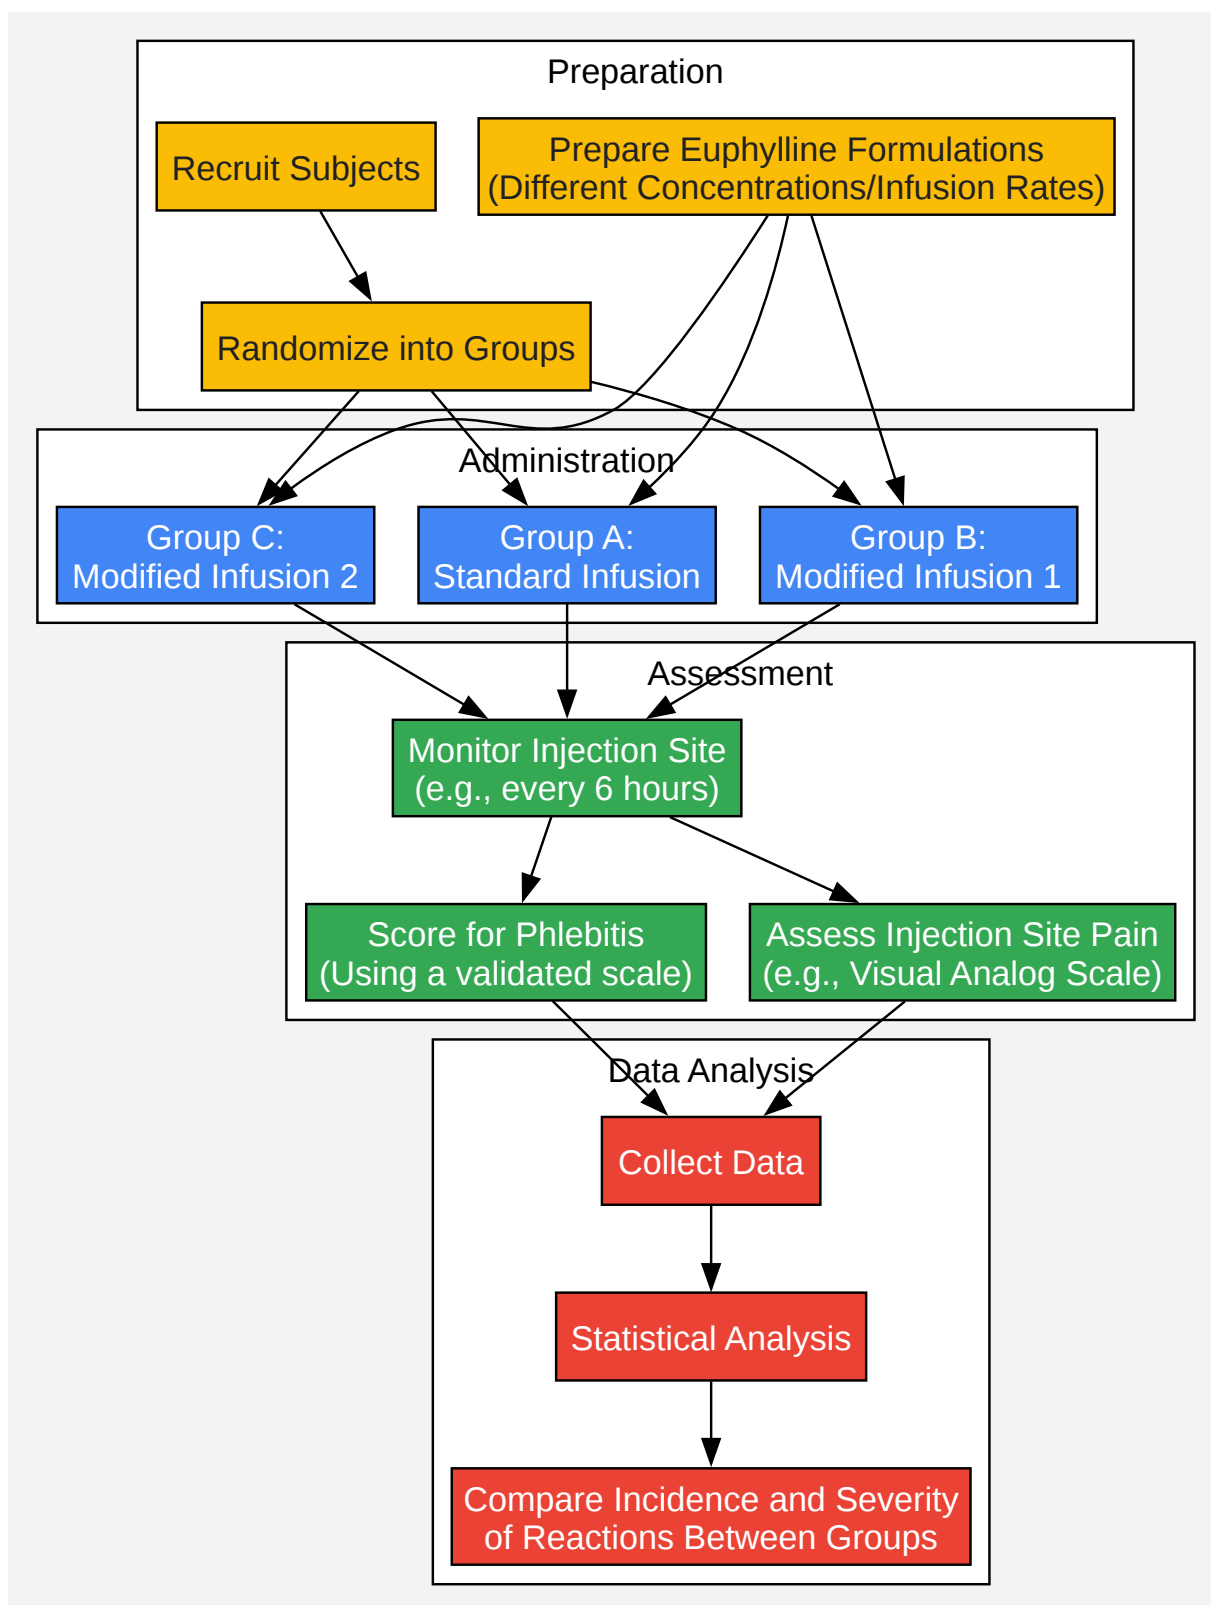 Preparation
Recruit Subjects
Prepare Euphylline Formulations
(Different Concentrations/Infusion Rates)
Randomize into Groups
Administration
Group C:
Modified Infusion 2
Group A:
Standard Infusion
Group B:
Modified Infusion 1
Assessment
Monitor Injection Site
(e.g., every 6 hours)
Score for Phlebitis
(Using a validated scale)
Assess Injection Site Pain
(e.g., Visual Analog Scale)
Data Analysis
Collect Data
Statistical Analysis
Compare Incidence and Severity
of Reactions Between Groups